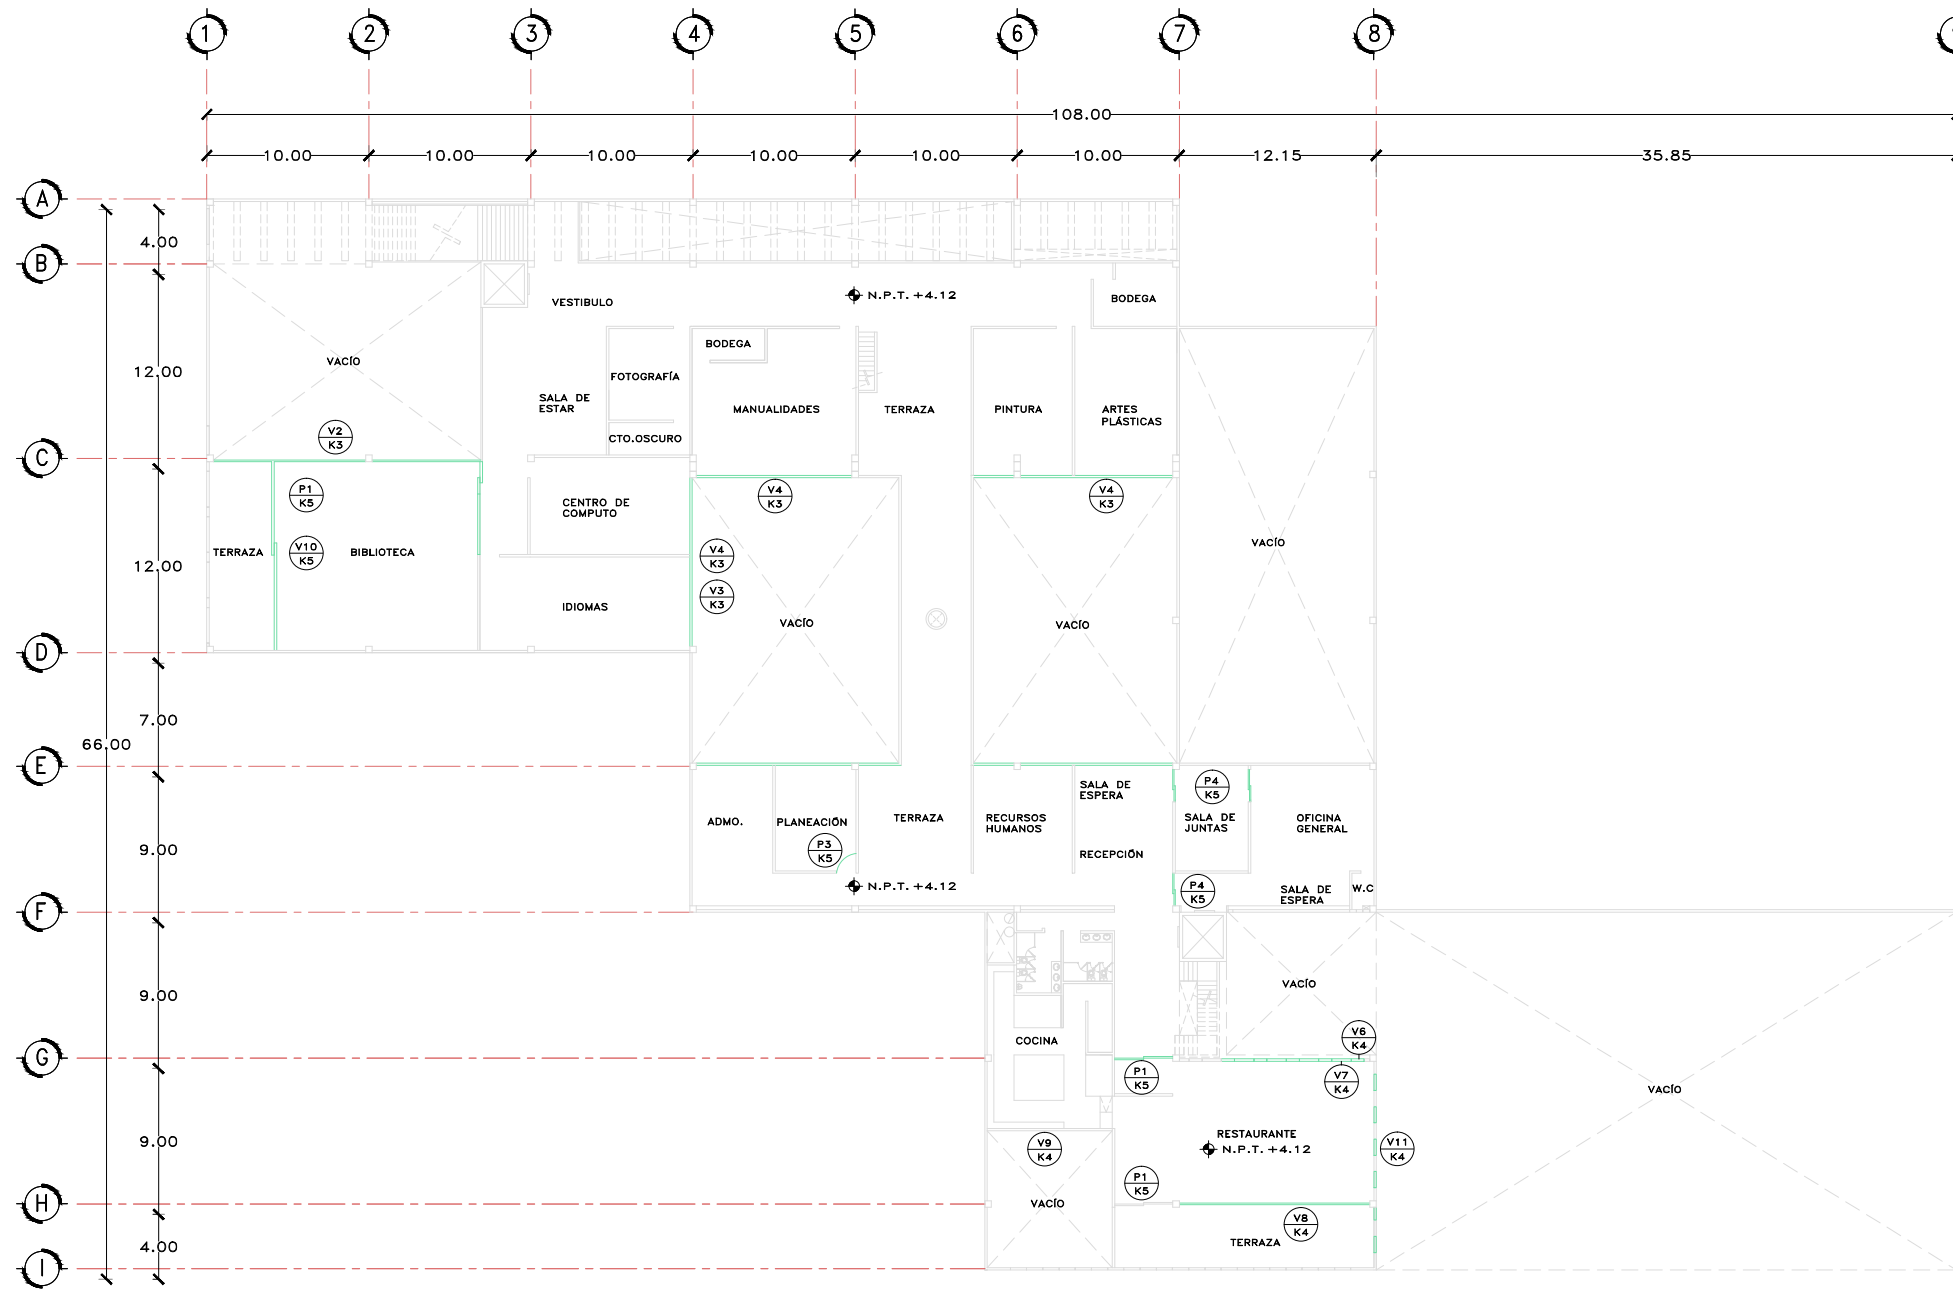 1 2 3 4 5 6 7 8
108.00
10.00 10.00 10.00 10.00 10.00 10.00 12.15 35.85
A
4.00
B
N.P.T. +4.12
VESTIBULO
BODEGA
BODEGA
VACÍO
12.00
FOTOGRAFÍA
SALA DE
ESTAR
MANUALIDADES
TERRAZA
PINTURA
ARTES
PLÁSTICAS
V2
K3
CTO.OSCURO
C
P1
K5
V4
K3
V4
K3
CENTRO DE
COMPUTO
VACÍO
TERRAZA
V10
K5
BIBLIOTECA
V4
K3
12.00
V3
K3
IDIOMAS
VACÍO
VACÍO
D
7.00
66.00
E
SALA DE
ESPERA
P4
K5
ADMO.
PLANEACIÓN
TERRAZA
RECURSOS
HUMANOS
SALA DE
JUNTAS
OFICINA
GENERAL
9.00
P3
K5
RECEPCIÓN
N.P.T. +4.12
P4
K5
SALA DE
ESPERA
W.C
F
9.00
VACÍO
COCINA
V6
K4
G
P1
K5
V7
K4
VACÍO
9.00
RESTAURANTE
N.P.T. +4.12
V9
K4
V11
K4
P1
K5
H
VACÍO
V8
K4
TERRAZA
4.00
I